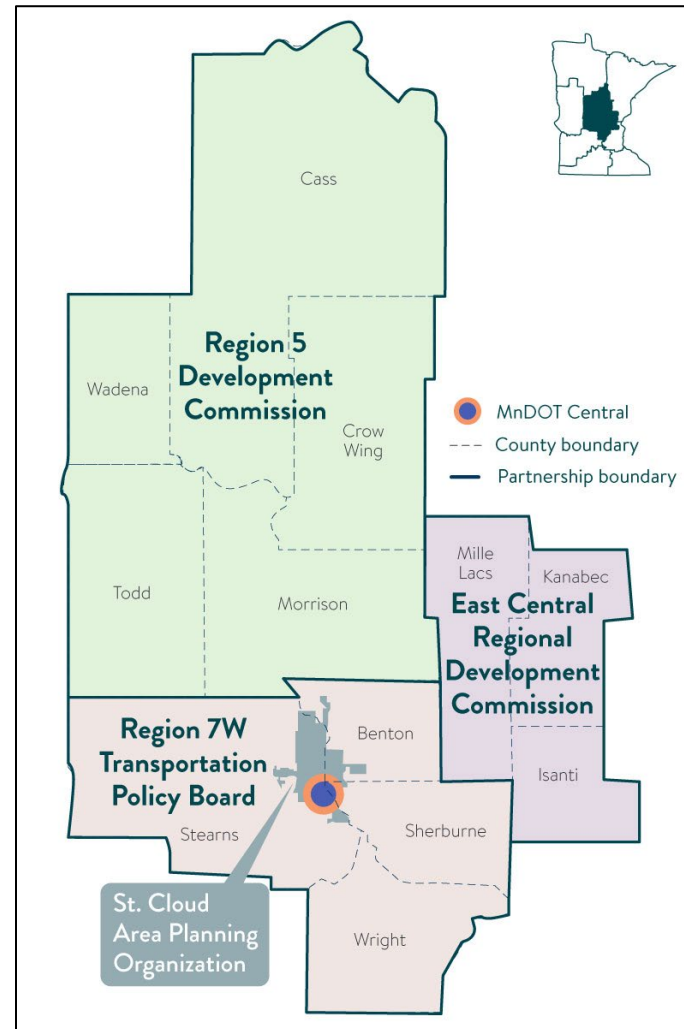 Cass
Region 5
Development
Commission
Wadena
Crow
Wing
MnDOT Central
County boundary
Partnership boundary
Todd
Morrison
Mille
Lacs
Kanabec
East Central
Regional
Development
Commission
Isanti
Region 7W
Transportation
Policy Board
Benton
Stearns
Sherburne
Wright
St. Cloud
Area Planning
Organization